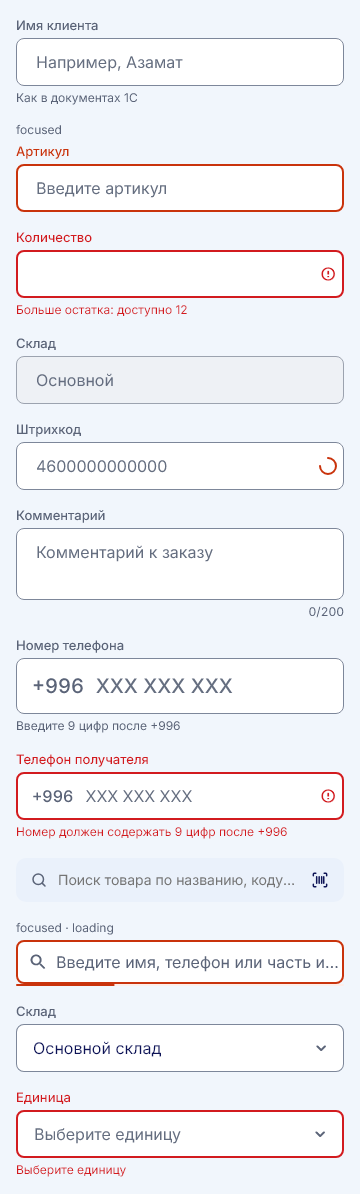 Имя клиента
Например, Азамат
Как в документах 1С
focused
Артикул
Введите артикул
Количество
Больше остатка: доступно 12
Склад
Основной
Штрихкод
4600000000000
Комментарий
Комментарий к заказу
0/200
Номер телефона
+996 XXX XXX XXX
Введите 9 цифр после +996
Телефон получателя
+996 XXX XXX XXX
Номер должен содержать 9 цифр после +996
Поиск товара по названию, коду...
focused · loading
Введите имя, телефон или часть и...
Склад
Основной склад
Единица
Выберите единицу
Выберите единицу